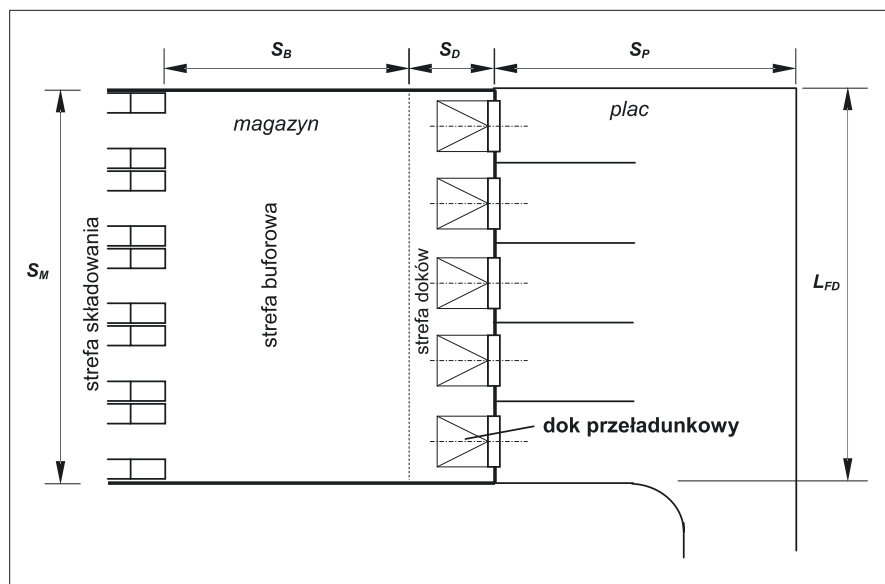 S_B
S_D
S_P
magazyn
plac
S_M
strefa składowania
strefa buforowa
strefa doków
L_FD
dok przeładunkowy